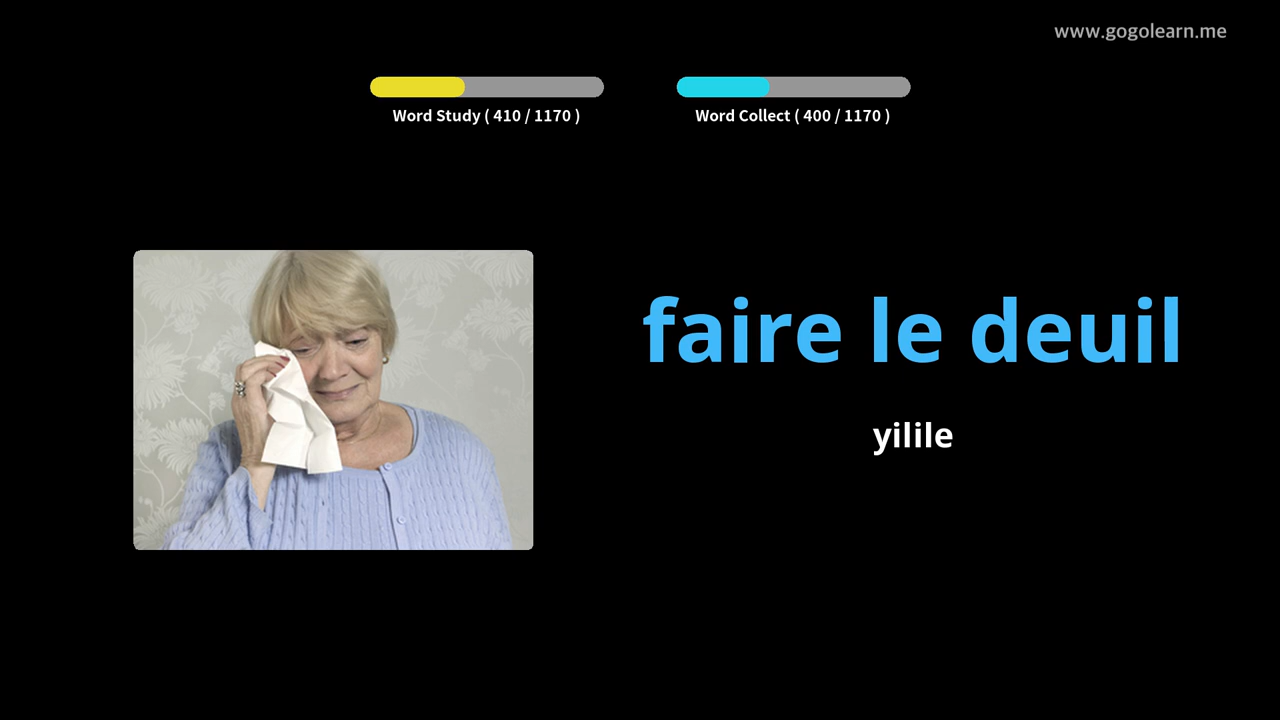 www.gogolearn.me
Word Study ( 410 / 1170 )
Word Collect ( 400 / 1170 )
faire le deuil
yilile